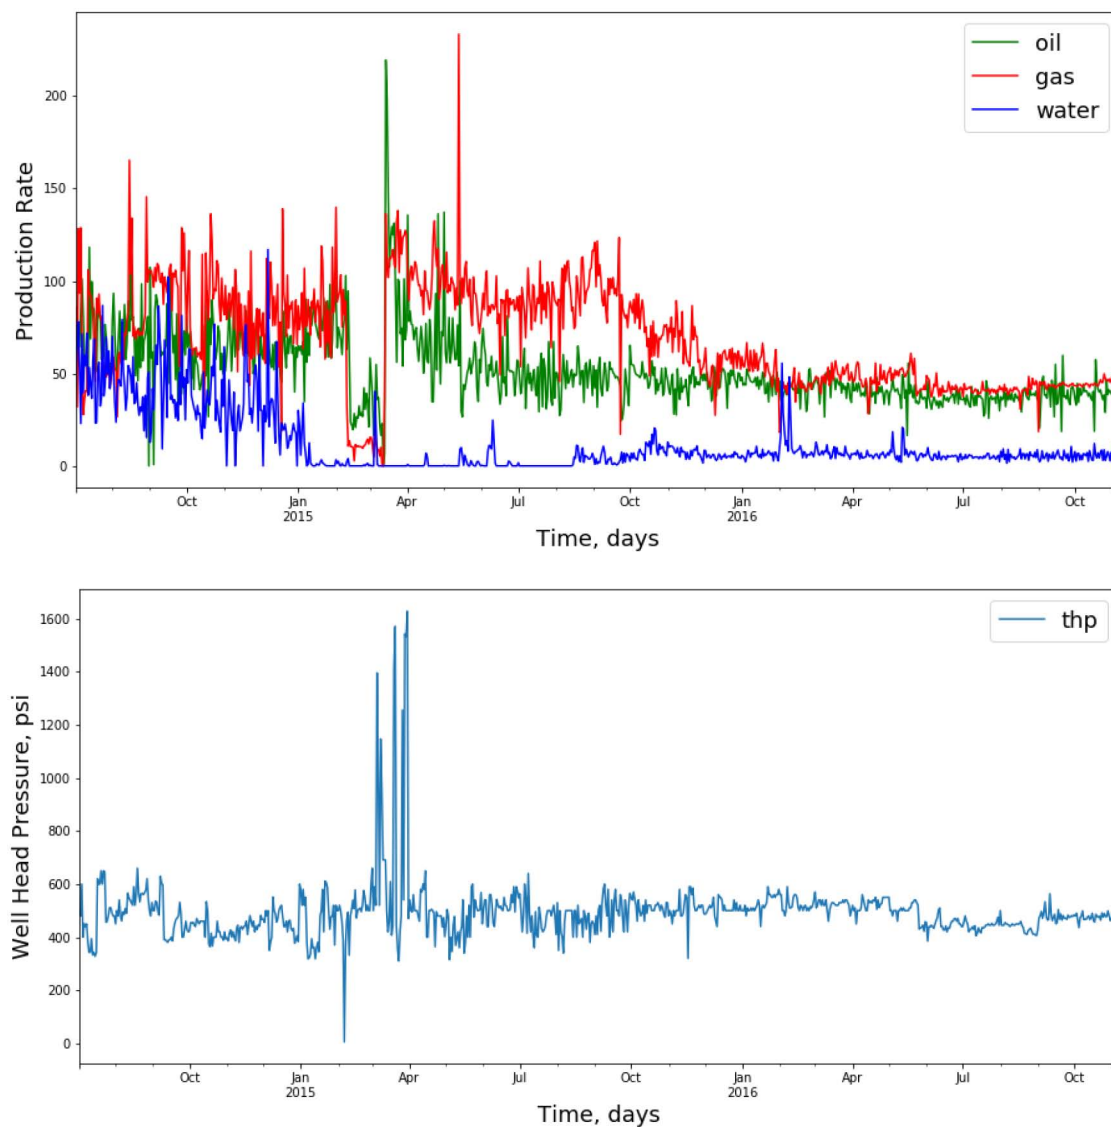 oil
gas
water
200
150
100
50
0
Production Rate
Oct Jan Apr Jul Oct Jan Apr Jul Oct
2015 2016
Time, days
thp
1600
1400
1200
1000
800
600
400
200
0
Well Head Pressure, psi
Oct Jan Apr Jul Oct Jan Apr Jul Oct
2015 2016
Time, days